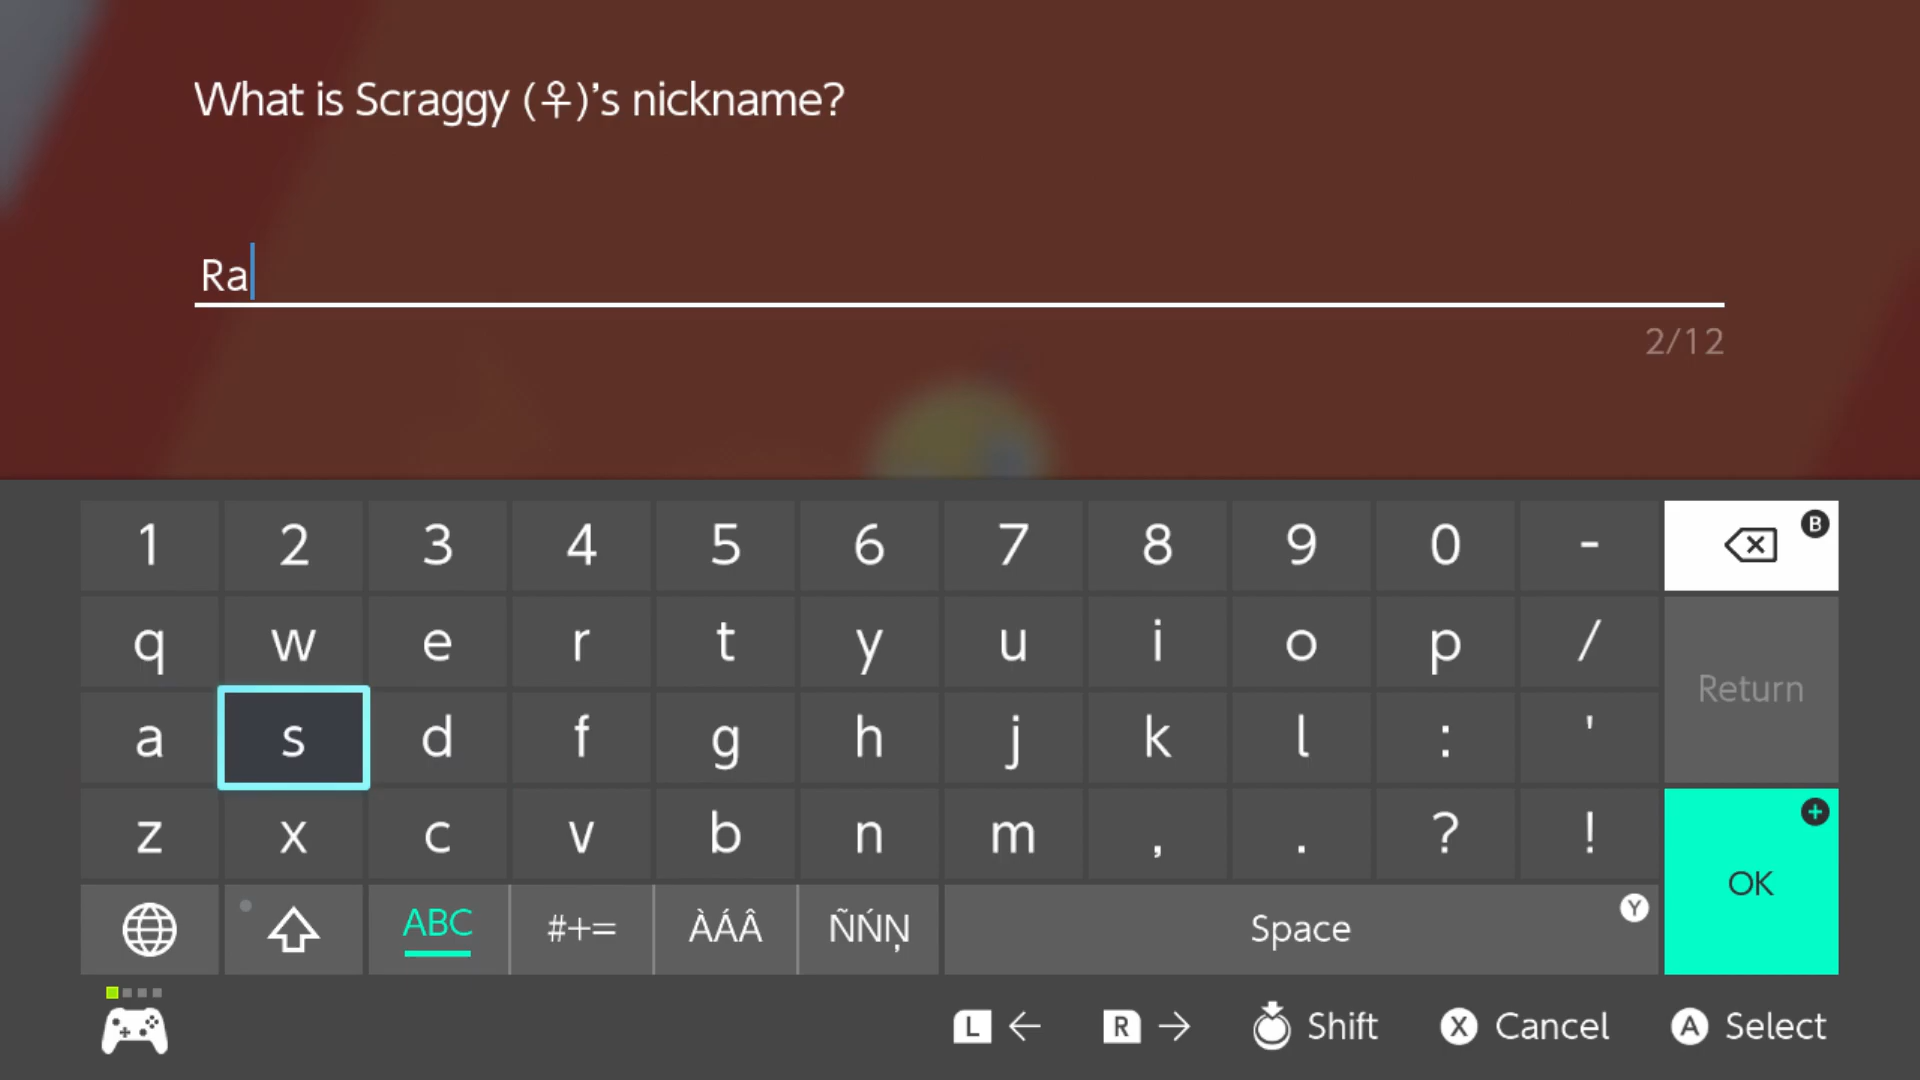 What is Scraggy (♀)'s nickname?
Ra
2/12
1 2 3 4 5 6 7 8 9 0 - B
q w e r t y u i o p / Return
a s d f g h j k l : '
z x c v b n m , . ? ! + OK
ABC #+= ÀÁÂ ÑŃŅ Space Y
L ← R → Shift X Cancel A Select